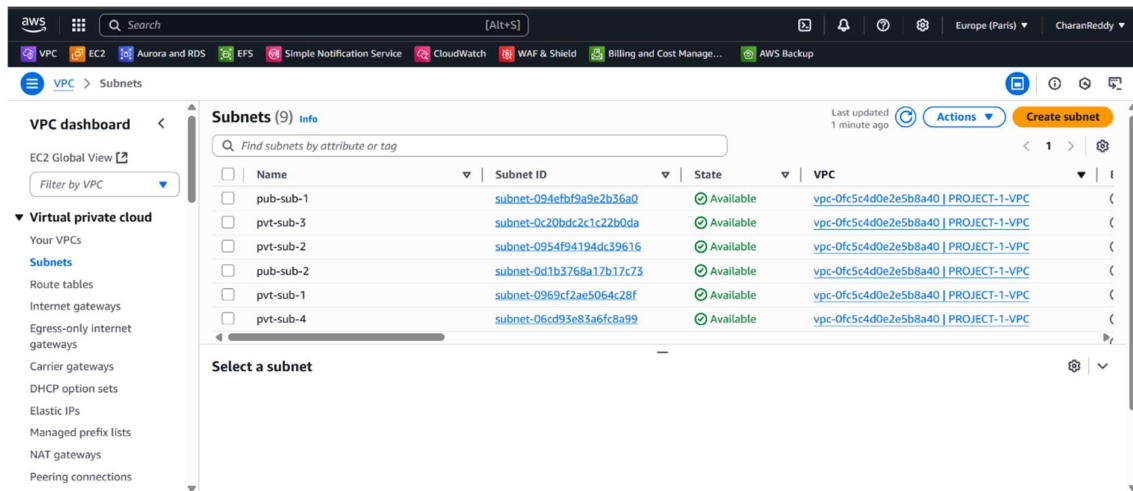 aws Search [Alt+S] Europe (Paris) ▼ CharanReddy ▼
VPC EC2 Aurora and RDS EFS Simple Notification Service CloudWatch WAF & Shield Billing and Cost Manage... AWS Backup
VPC > Subnets
VPC dashboard
EC2 Global View
Filter by VPC
Virtual private cloud
Your VPCs
Subnets
Route tables
Internet gateways
Egress-only internet
gateways
Carrier gateways
DHCP option sets
Elastic IPs
Managed prefix lists
NAT gateways
Peering connections
Subnets (9) Info
Last updated
1 minute ago
Actions ▼
Create subnet
Find subnets by attribute or tag
< 1 >
Name Subnet ID State VPC
pub-sub-1 subnet-094efbf9a9e2b36a0 Available vpc-0fc5c4d0e2e5b8a40 | PROJECT-1-VPC
pvt-sub-3 subnet-0c20bdc2c1c22b0da Available vpc-0fc5c4d0e2e5b8a40 | PROJECT-1-VPC
pvt-sub-2 subnet-0954f94194dc39616 Available vpc-0fc5c4d0e2e5b8a40 | PROJECT-1-VPC
pub-sub-2 subnet-0d1b3768a17b17c73 Available vpc-0fc5c4d0e2e5b8a40 | PROJECT-1-VPC
pvt-sub-1 subnet-0969cf2ae5064c28f Available vpc-0fc5c4d0e2e5b8a40 | PROJECT-1-VPC
pvt-sub-4 subnet-06cd93e83a6fc8a99 Available vpc-0fc5c4d0e2e5b8a40 | PROJECT-1-VPC
Select a subnet